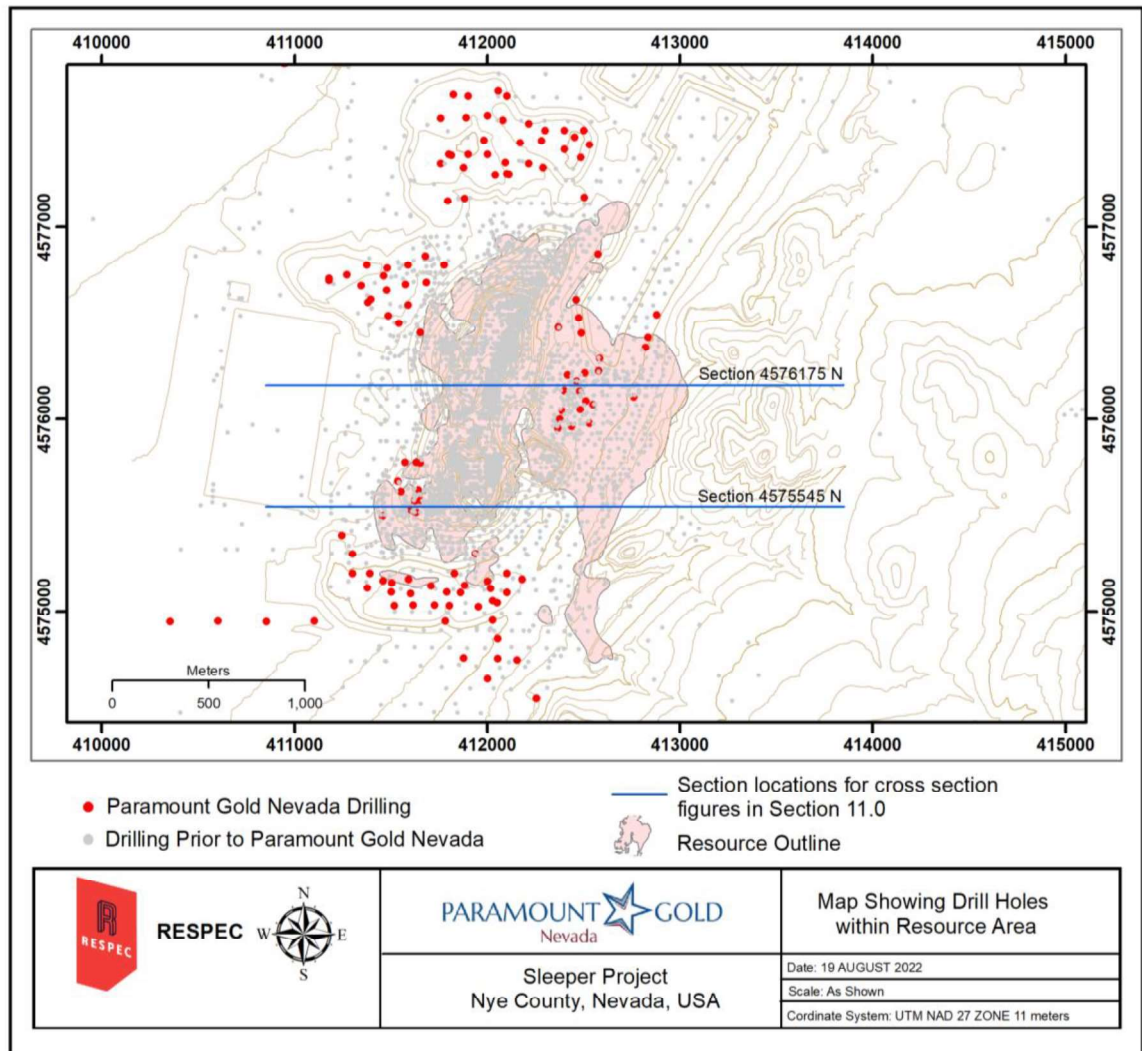 410000 411000 412000 413000 414000 415000
4577000 4577000
Section 4576175 N
4576000 4576000
Section 4575545 N
4575000 4575000
Meters
0 500 1,000
410000 411000 412000 413000 414000 415000
Paramount Gold Nevada Drilling
Drilling Prior to Paramount Gold Nevada
Section locations for cross section
figures in Section 11.0
Resource Outline
R
RESPEC
RESPEC
N
W E
S
PARAMOUNT GOLD
Nevada
Sleeper Project
Nye County, Nevada, USA
Map Showing Drill Holes
within Resource Area
Date: 19 AUGUST 2022
Scale: As Shown
Cordinate System: UTM NAD 27 ZONE 11 meters